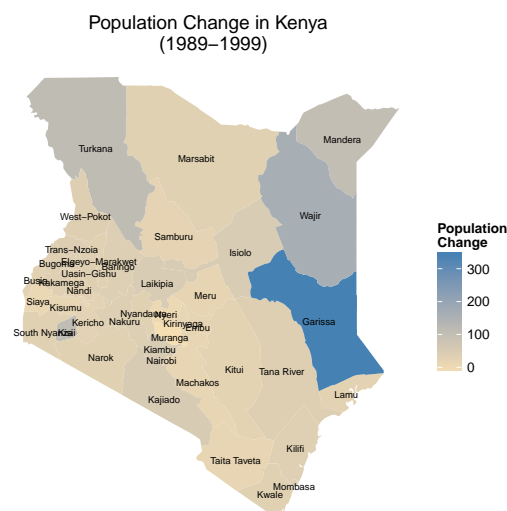 Population Change in Kenya
(1989−1999)
Mandera
Turkana
Marsabit
Wajir
West−Pokot
Samburu
Isiolo
Trans−Nzoia
Elgeyo−Marakwet
Bugoma
Baringo
Uasin−Gishu
Busia
Kakamega
Laikipia
Nandi
Meru
Siaya
Kisumu
Nyandarua
Nyeri
Kericho
Nakuru
Kirinyaga
Embu
Garissa
South Nyanza
Kisii
Muranga
Kiambu
Narok
Nairobi
Kitui
Tana River
Machakos
Kajiado
Lamu
Kilifi
Taita Taveta
Mombasa
Kwale
Population
Change
300
200
100
0